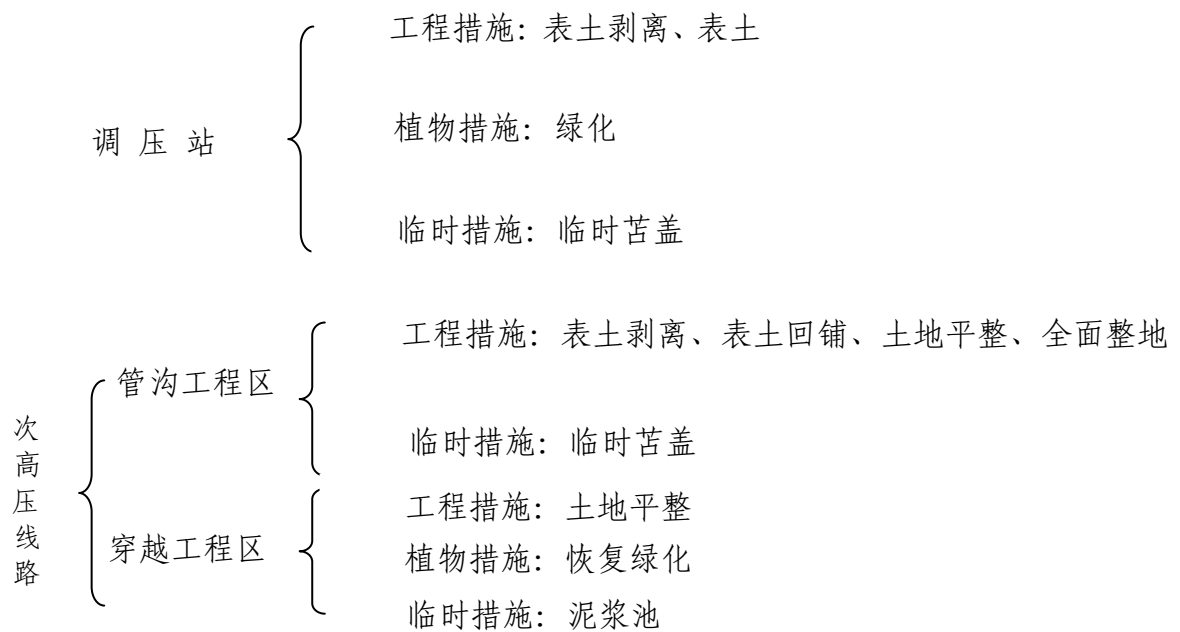 工程措施：表土剥离、表土
调压站
植物措施：绿化
临时措施：临时苫盖
工程措施：表土剥离、表土回铺、土地平整、全面整地
管沟工程区
临时措施：临时苫盖
次高压线路
工程措施：土地平整
穿越工程区
植物措施：恢复绿化
临时措施：泥浆池